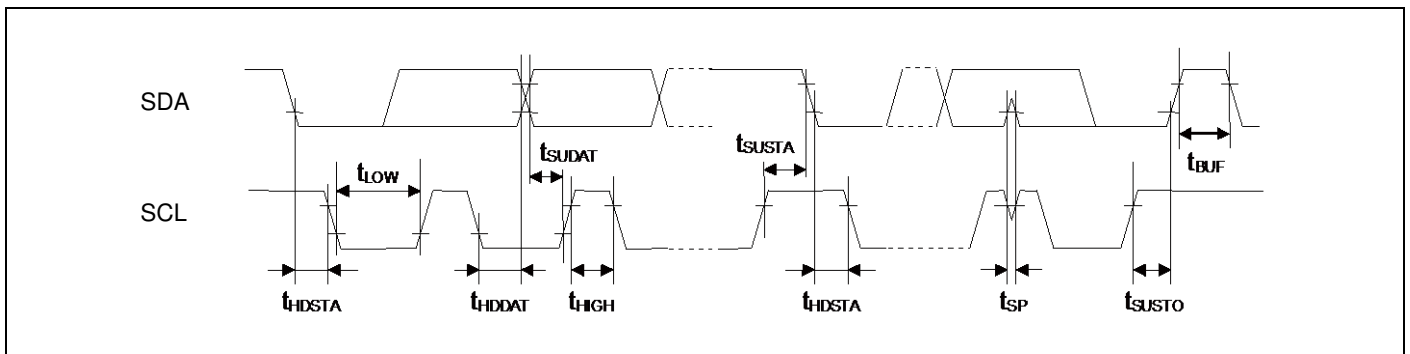 SDA
tSUDAT
tSUSTA
tBUF
tLOW
SCL
tHDSTA
tHDDAT
tHIGH
tHDSTA
tSP
tSUSTO